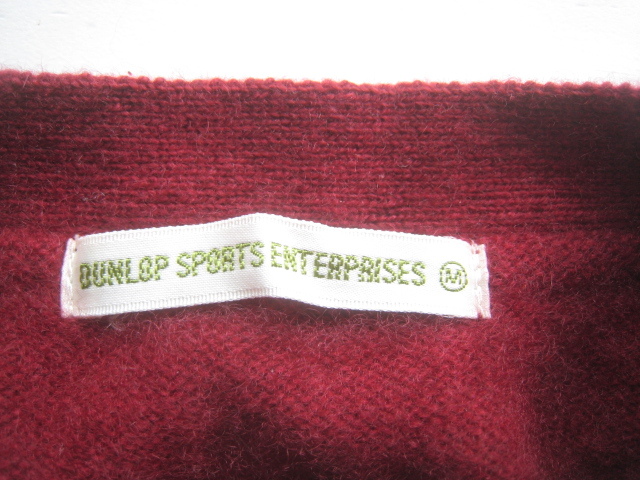 DUNLOP SPORTS ENTERPRISES M